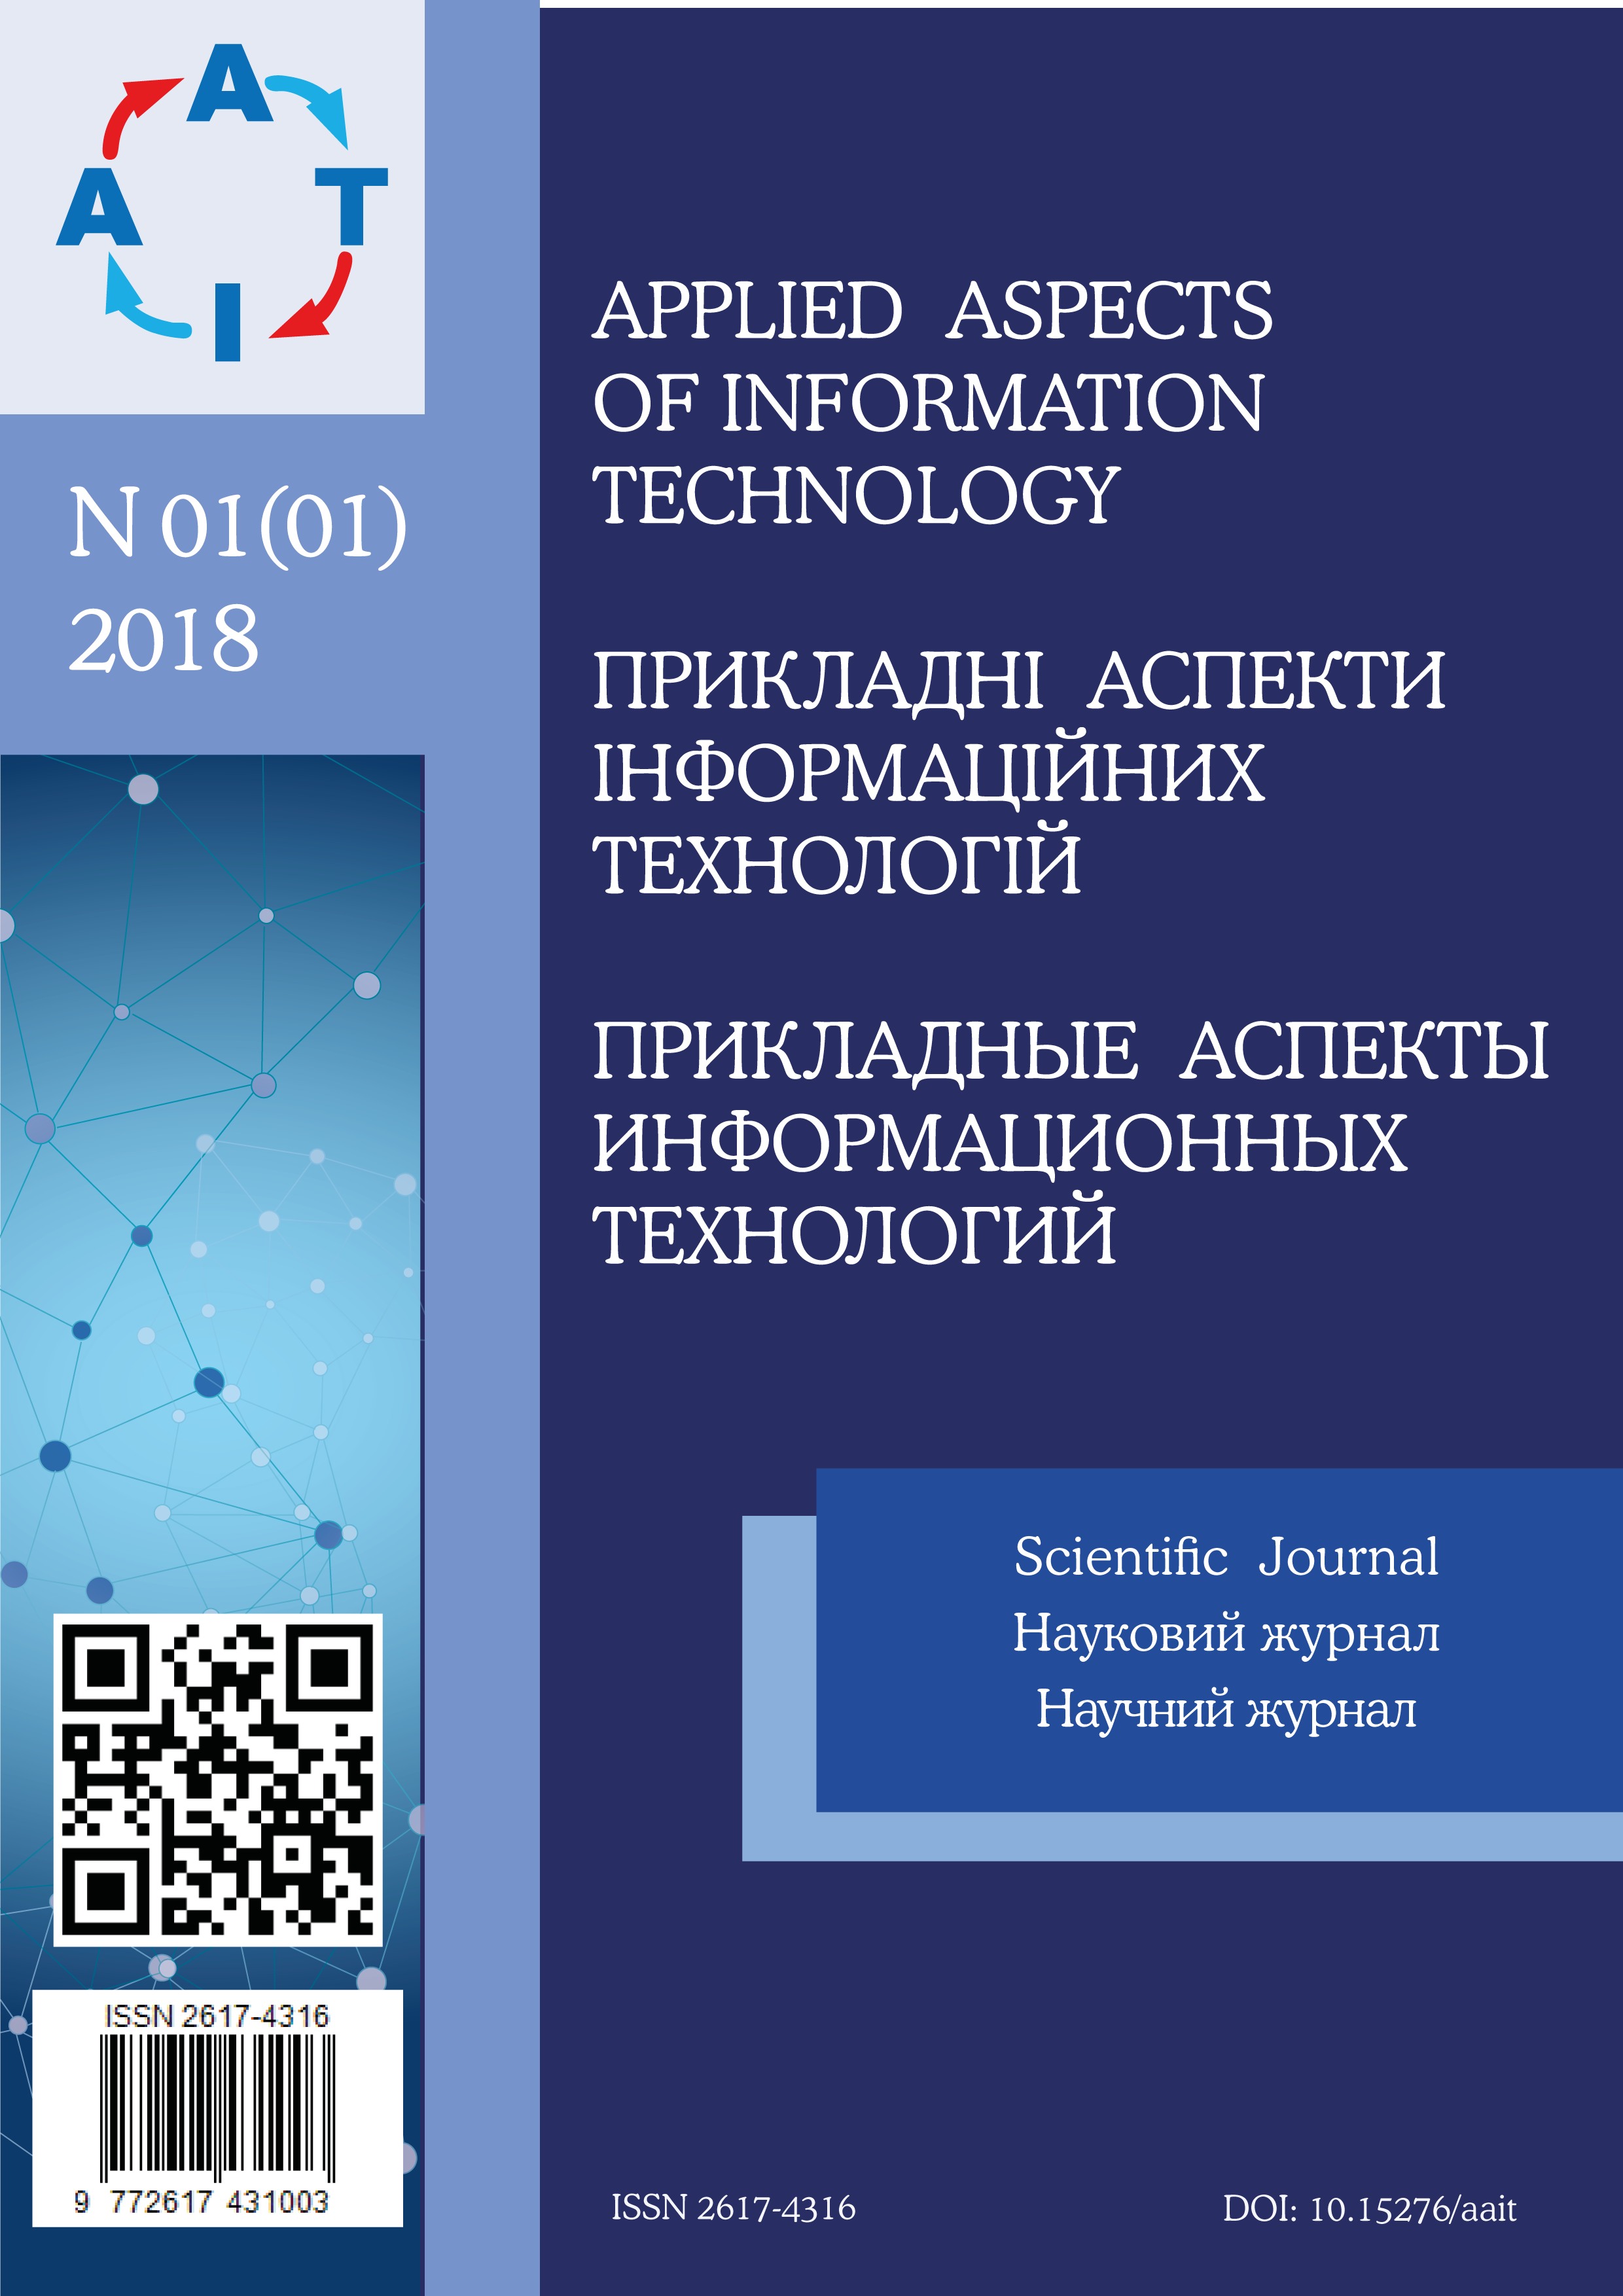 A
A T
I
N 01(01)
2018
APPLIED ASPECTS
OF INFORMATION
TECHNOLOGY
ПРИКЛАДНІ АСПЕКТИ
ІНФОРМАЦІЙНИХ
ТЕХНОЛОГІЙ
ПРИКЛАДНЫЕ АСПЕКТЫ
ИНФОРМАЦИОННЫХ
ТЕХНОЛОГИЙ
Scientific Journal
Науковий журнал
Научний журнал
ISSN 2617-4316
9 772617 431003
ISSN 2617-4316
DOI: 10.15276/aait